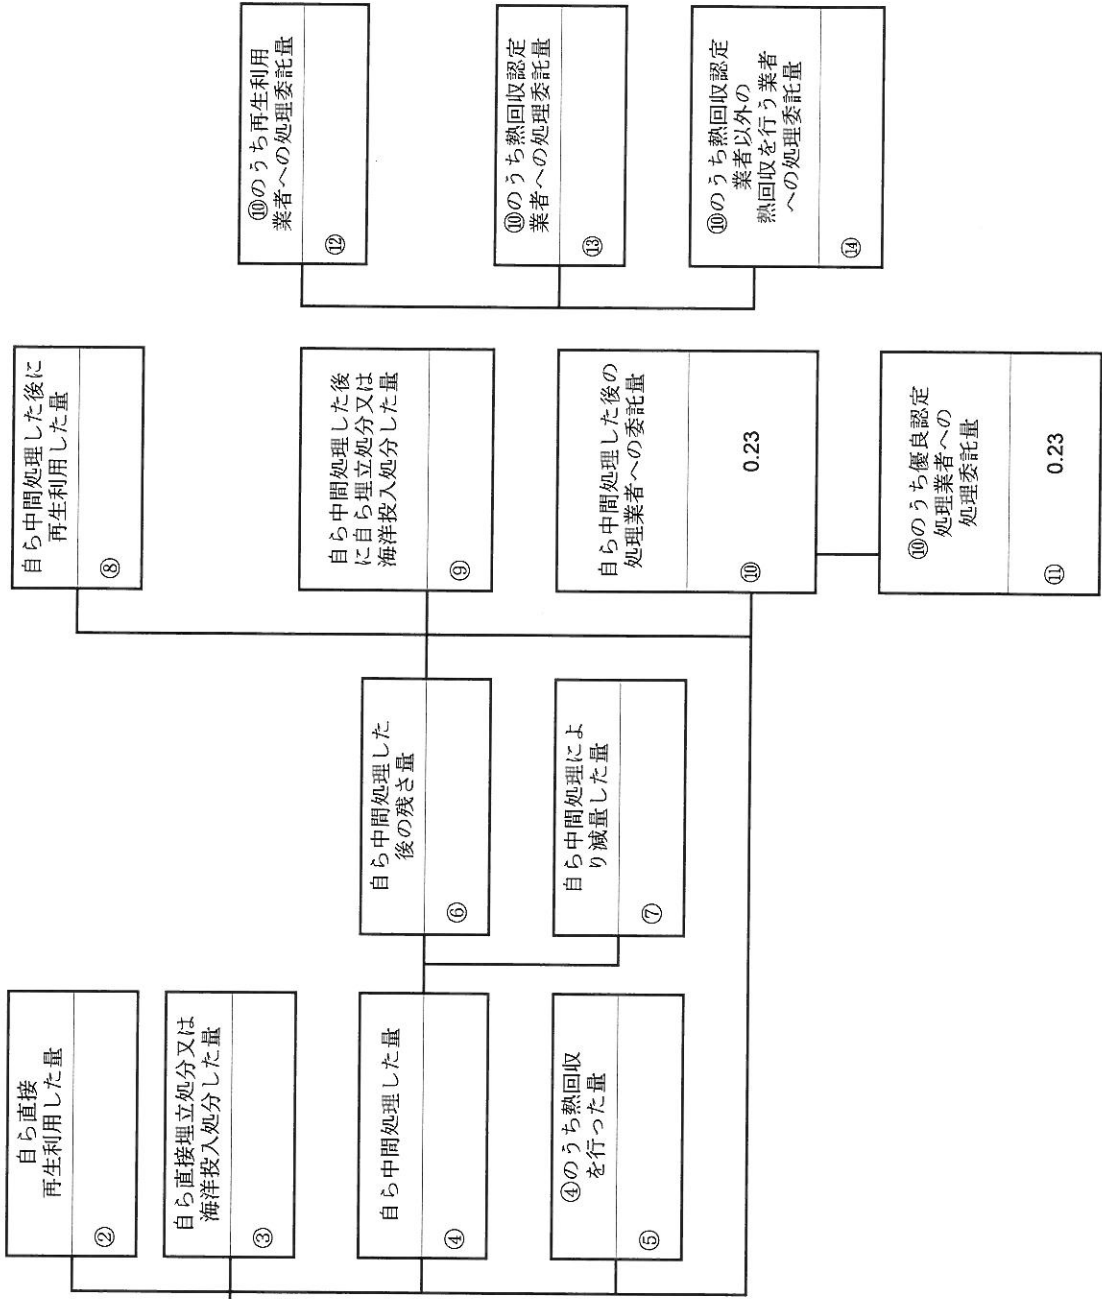 自ら直接
再生利用した量
②
自ら直接埋立処分又は
海洋投入処分した量
③
自ら中間処理した量
④
④のうち熱回収
を行った量
⑤
自ら中間処理した
後の残さ量
⑥
自ら中間処理によ
り減量した量
⑦
自ら中間処理した後に
再生利用した量
⑧
自ら中間処理した後
に自ら埋立処分又は
海洋投入処分した量
⑨
自ら中間処理した後の
処理業者への委託量
⑩
0.23
⑩のうち優良認定
処理業者への
処理委託量
⑪
0.23
⑩のうち再生利用
業者への処理委託量
⑫
⑩のうち熱回収認定
業者への処理委託量
⑬
⑩のうち熱回収認定
業者以外の
熱回収を行う業者
への処理委託量
⑭